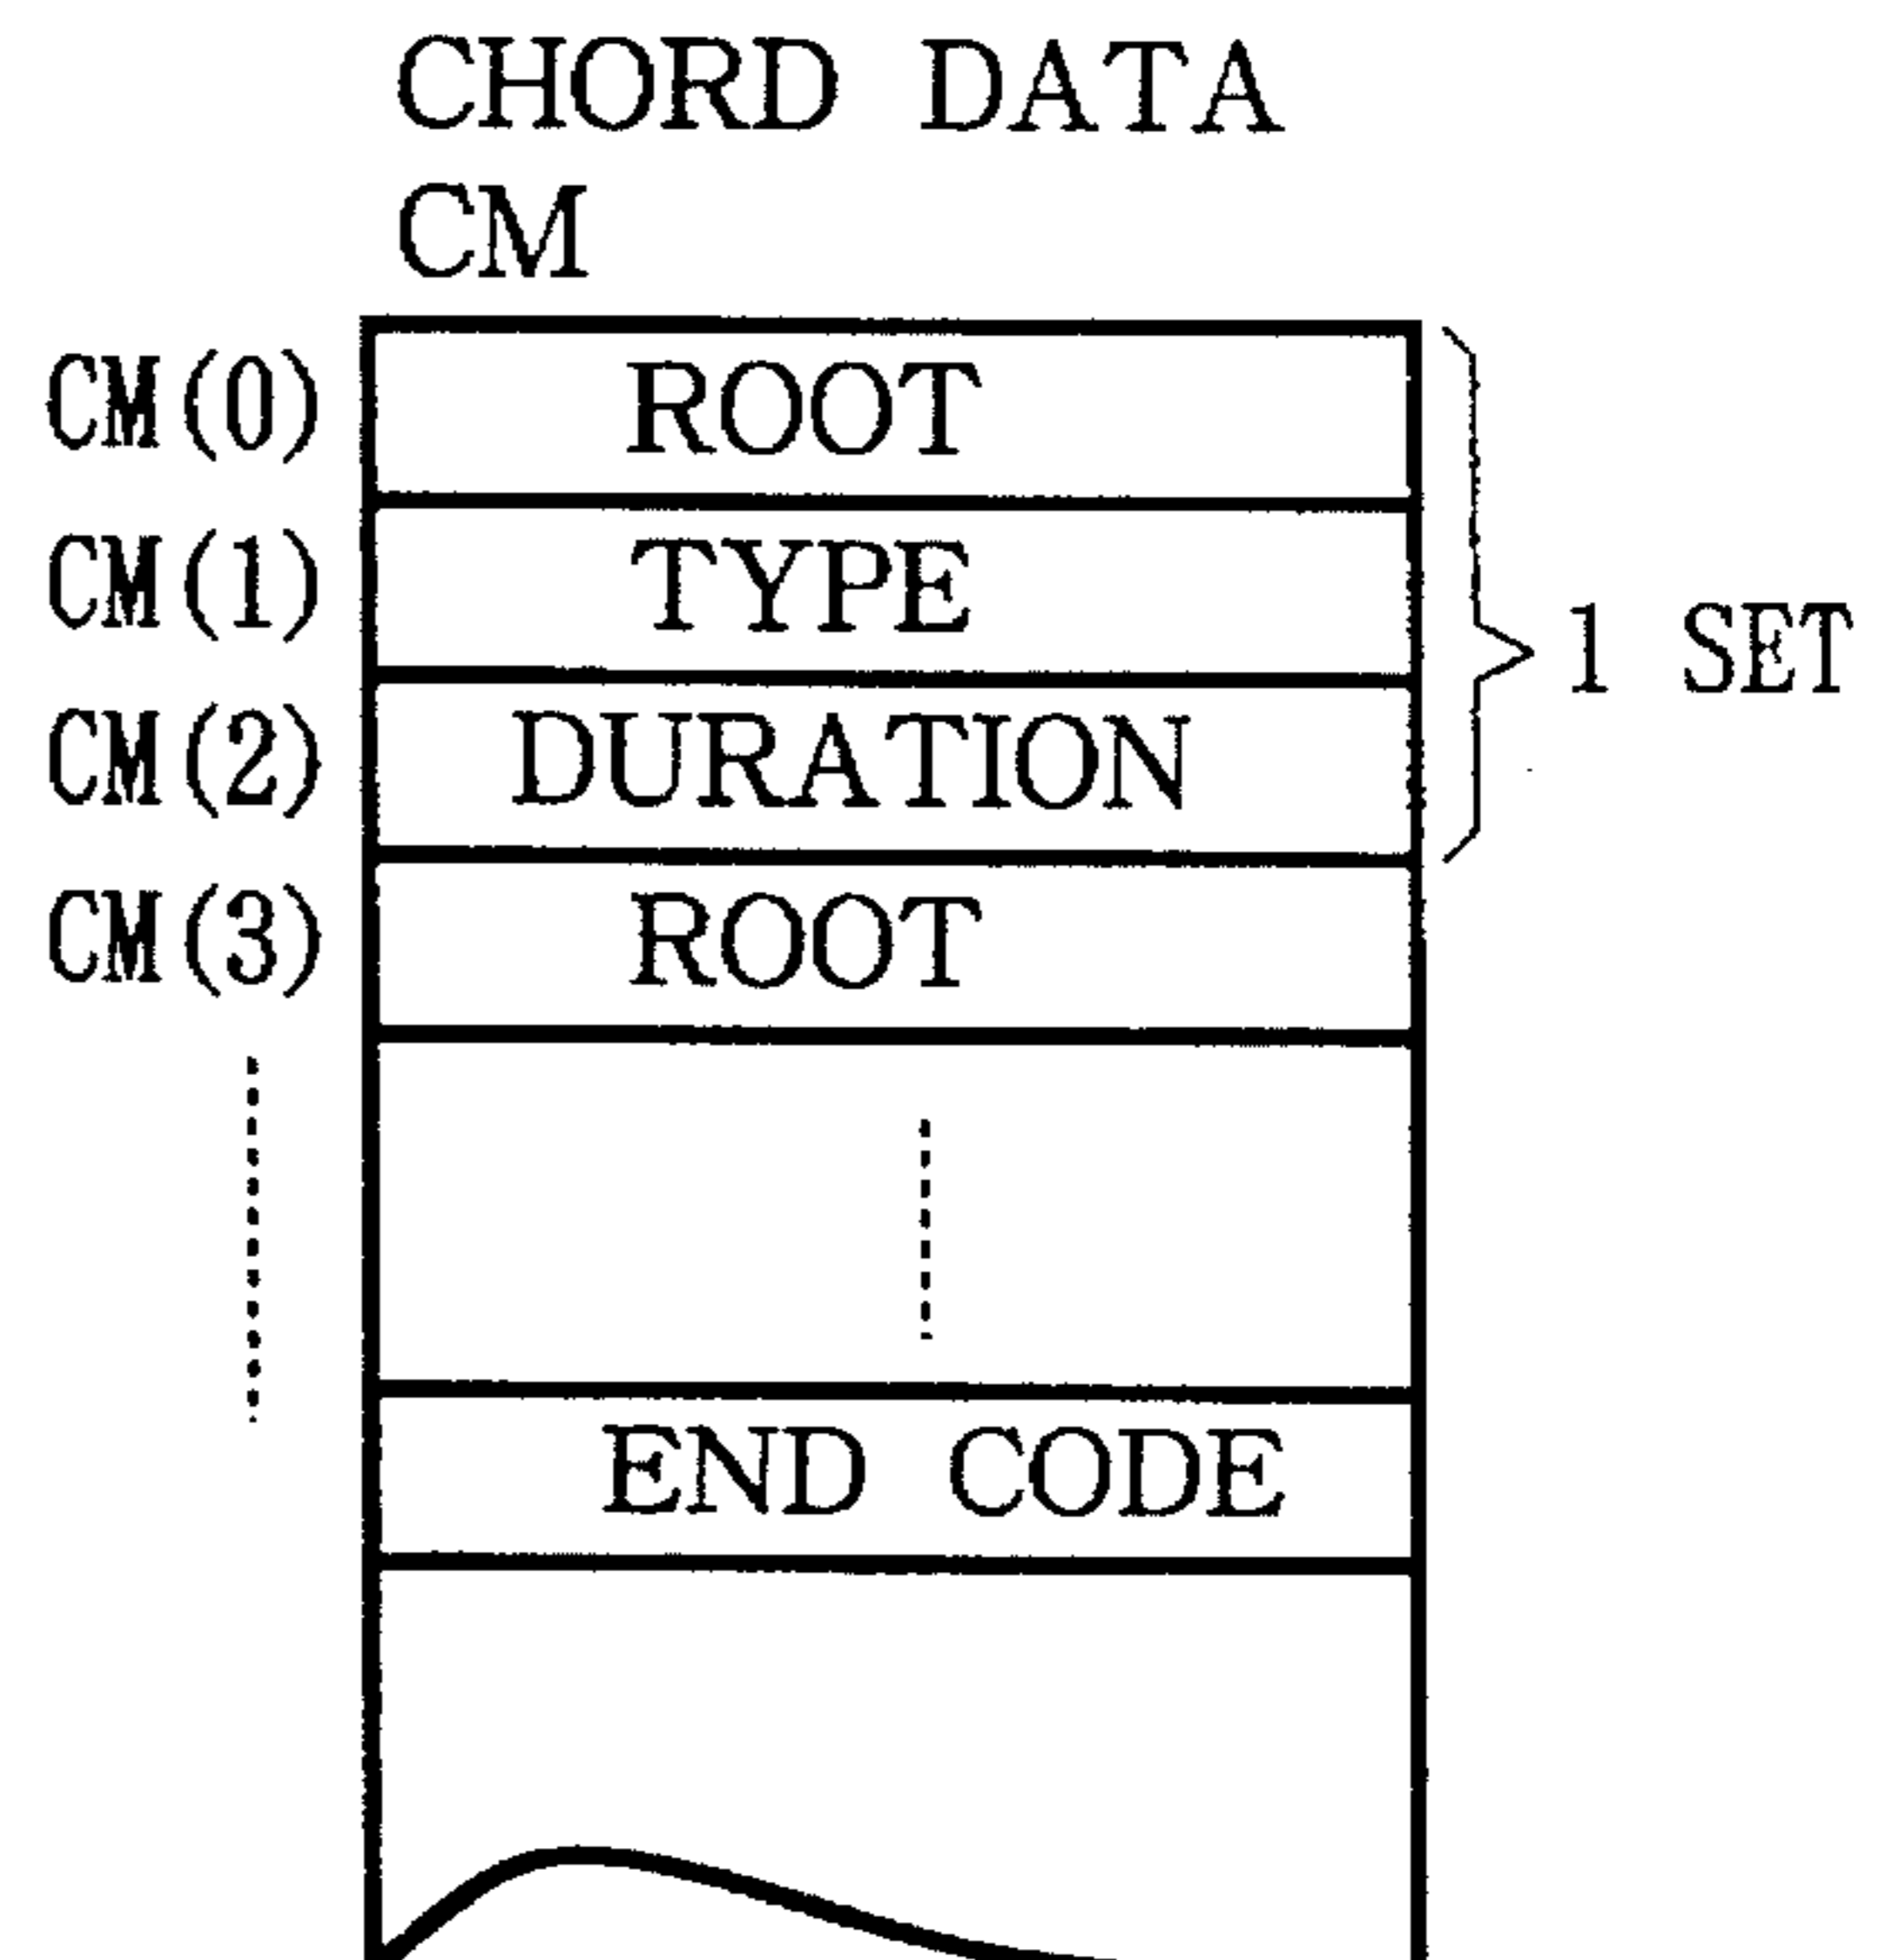 CHORD DATA
CM
CM(0) ROOT
CM(1) TYPE
1 SET
CM(2) DURATION
CM(3) ROOT
END CODE